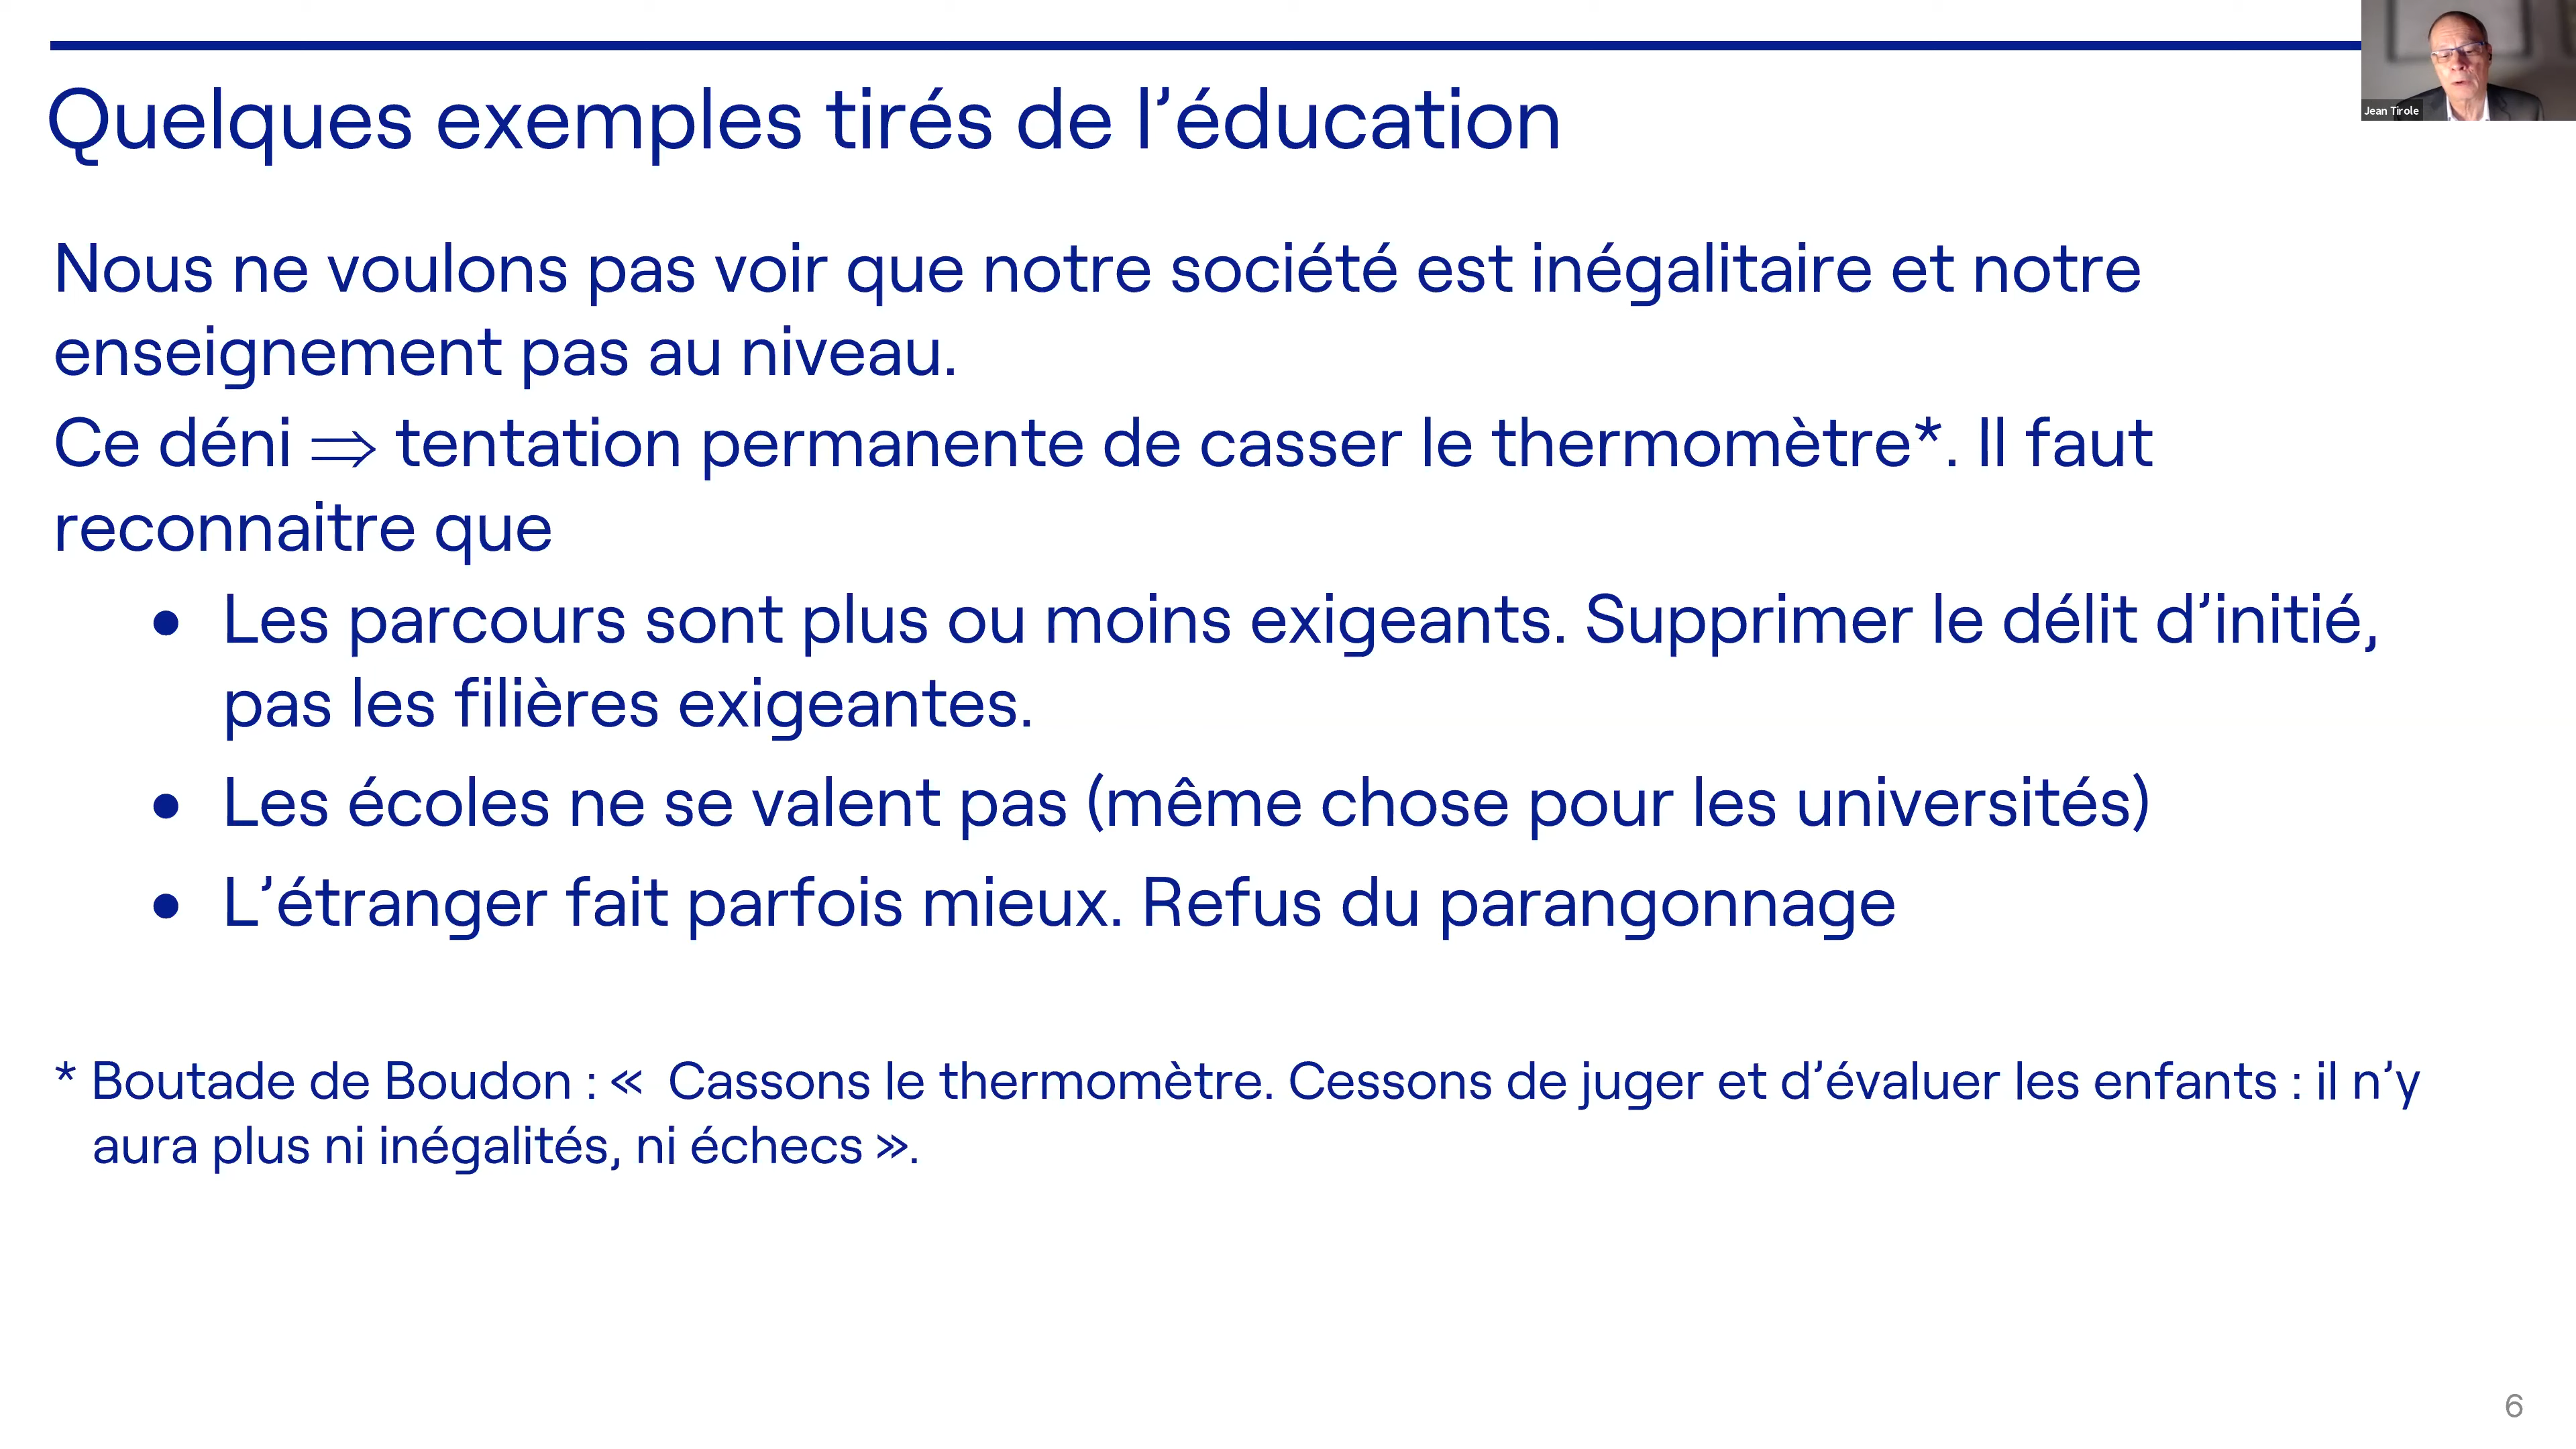 Quelques exemples tirés de l’éducation
Jean Tirole
Nous ne voulons pas voir que notre société est inégalitaire et notre
enseignement pas au niveau.
Ce déni ⇒ tentation permanente de casser le thermomètre*. Il faut
reconnaitre que
• Les parcours sont plus ou moins exigeants. Supprimer le délit d’initié,
pas les filières exigeantes.
• Les écoles ne se valent pas (même chose pour les universités)
• L’étranger fait parfois mieux. Refus du parangonnage
* Boutade de Boudon : «  Cassons le thermomètre. Cessons de juger et d’évaluer les enfants : il n’y
aura plus ni inégalités, ni échecs ».
6